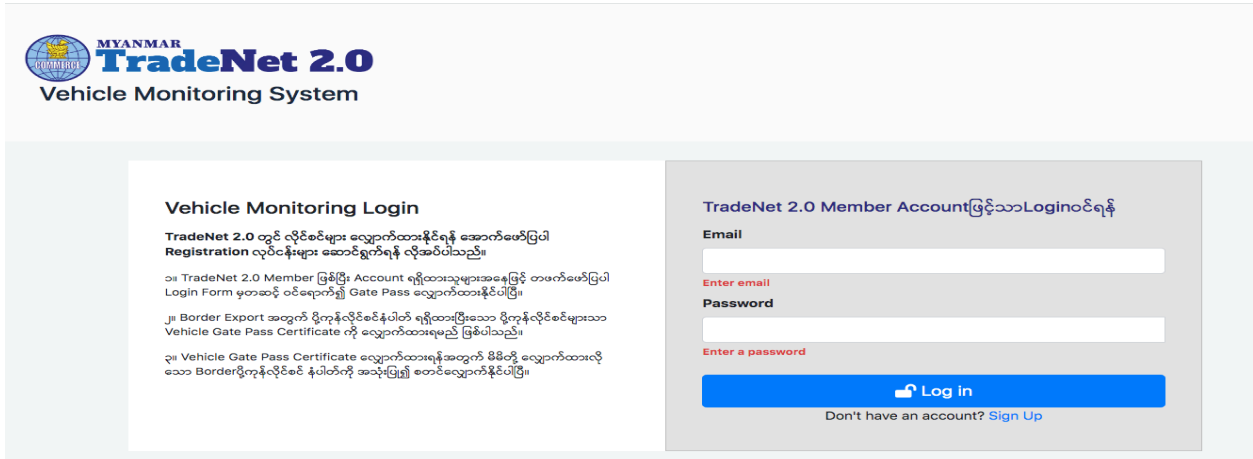 MYANMAR
COMMERCE
TradeNet 2.0
Vehicle Monitoring System
Vehicle Monitoring Login
TradeNet 2.0 တွင် လိုင်စင်များ လျှောက်ထားနိုင်ရန် အောက်ဖော်ပြပါ
Registration လုပ်ငန်းများ ဆောင်ရွက်ရန် လိုအပ်ပါသည်။
၁။ TradeNet 2.0 Member ဖြစ်ပြီး Account ရရှိထားသူများအနေဖြင့် တဖက်ဖော်ပြပါ
Login Form မှတဆင့် ဝင်ရောက်၍ Gate Pass လျှောက်ထားနိုင်ပါပြီ။
၂။ Border Export အတွက် ပို့ကုန်လိုင်စင်နံပါတ် ရရှိထားပြီးသော ပို့ကုန်လိုင်စင်များသာ
Vehicle Gate Pass Certificate ကို လျှောက်ထားရမည် ဖြစ်ပါသည်။
၃။ Vehicle Gate Pass Certificate လျှောက်ထားရန်အတွက် မိမိတို့ လျှောက်ထားလို
သော Borderပို့ကုန်လိုင်စင် နံပါတ်ကို အသုံးပြု၍ စတင်လျှောက်နိုင်ပါပြီ။
TradeNet 2.0 Member Accountဖြင့်သာLoginဝင်ရန်
Email
Enter email
Password
Enter a password
Log in
Don't have an account? Sign Up